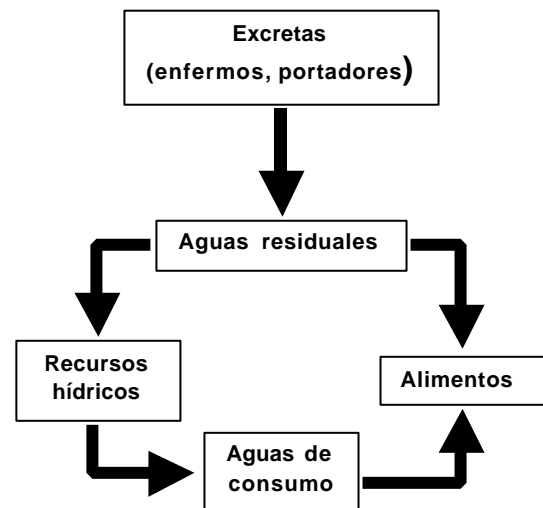 Excretas
(enfermos, portadores)
Aguas residuales
Recursos
hídricos
Alimentos
Aguas de
consumo